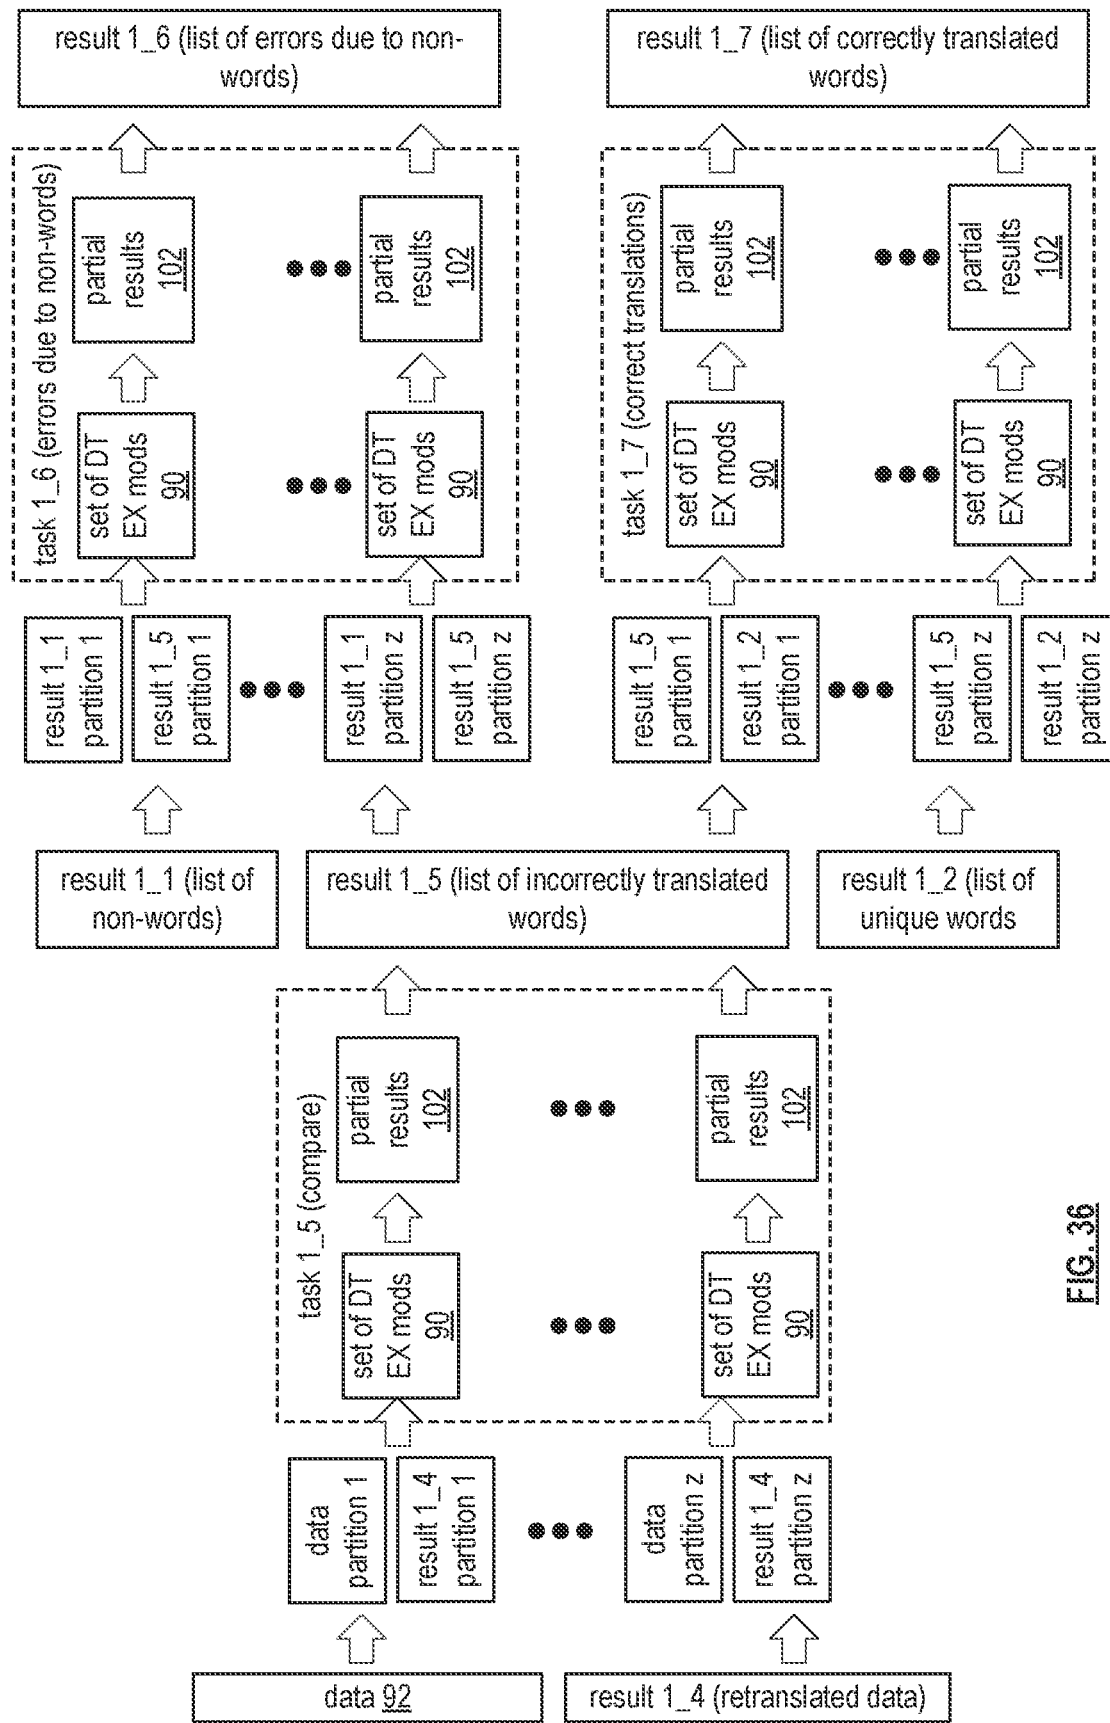 data 92
result 1_4 (retranslated data)
data
partition 1
result 1_4
partition 1
data
partition z
result 1_4
partition z
task 1_5 (compare)
set of DT
EX mods
90
partial
results
102
set of DT
EX mods
90
partial
results
102
result 1_1 (list of
non-words)
result 1_5 (list of incorrectly translated
words)
result 1_2 (list of
unique words
result 1_1
partition 1
result 1_5
partition 1
result 1_1
partition z
result 1_5
partition z
task 1_6 (errors due to non-words)
set of DT
EX mods
90
partial
results
102
set of DT
EX mods
90
partial
results
102
result 1_6 (list of errors due to non-
words)
result 1_5
partition 1
result 1_2
partition 1
result 1_5
partition z
result 1_2
partition z
task 1_7 (correct translations)
set of DT
EX mods
90
partial
results
102
set of DT
EX mods
90
partial
results
102
result 1_7 (list of correctly translated
words)
FIG. 36